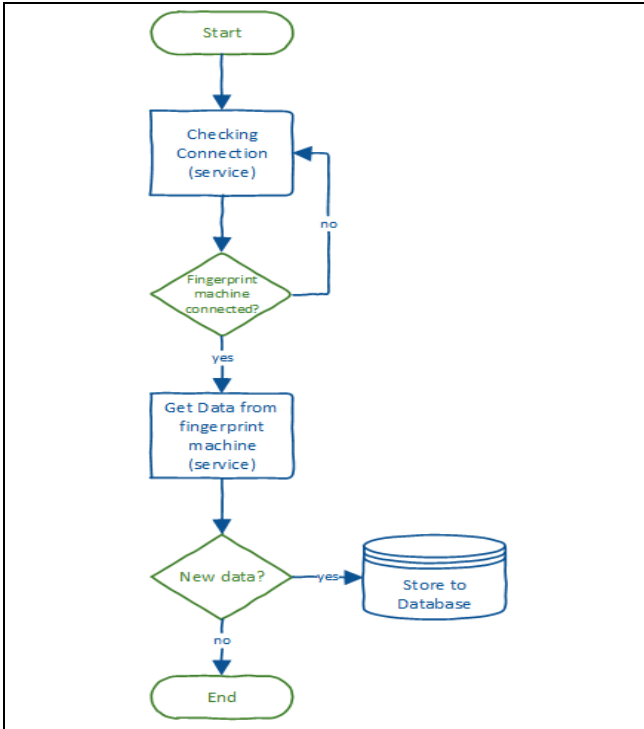 Start
Checking
Connection
(service)
no
Fingerprint
machine
connected?
yes
Get Data from
fingerprint
machine
(service)
New data?
yes
Store to
Database
no
End